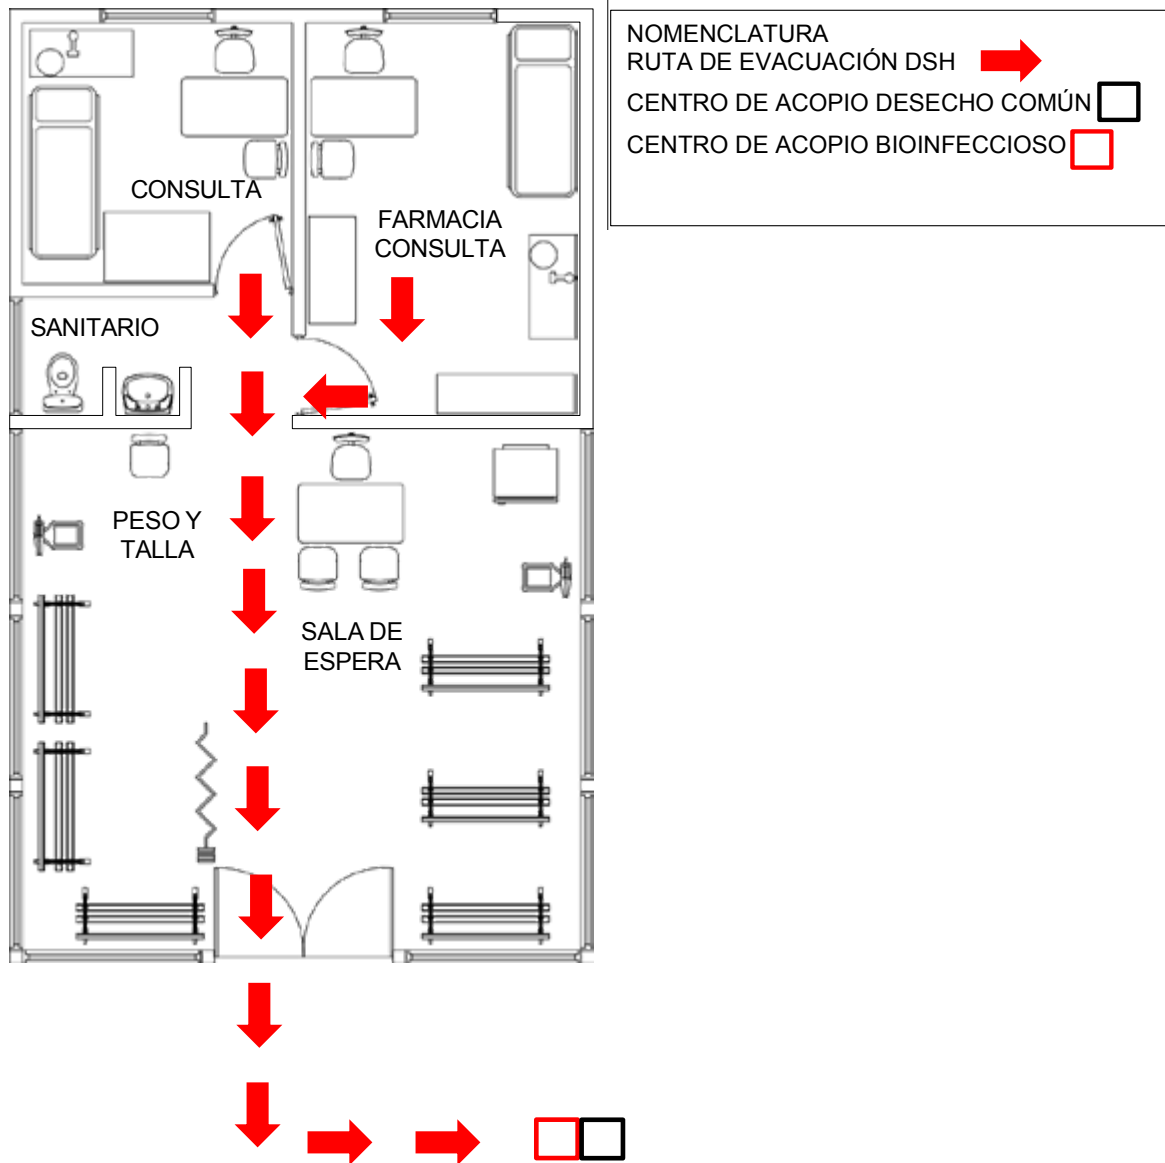 NOMENCLATURA
RUTA DE EVACUACIÓN DSH
CENTRO DE ACOPIO DESECHO COMÚN
CENTRO DE ACOPIO BIOINFECCIOSO
CONSULTA
FARMACIA
CONSULTA
SANITARIO
PESO Y
TALLA
SALA DE
ESPERA